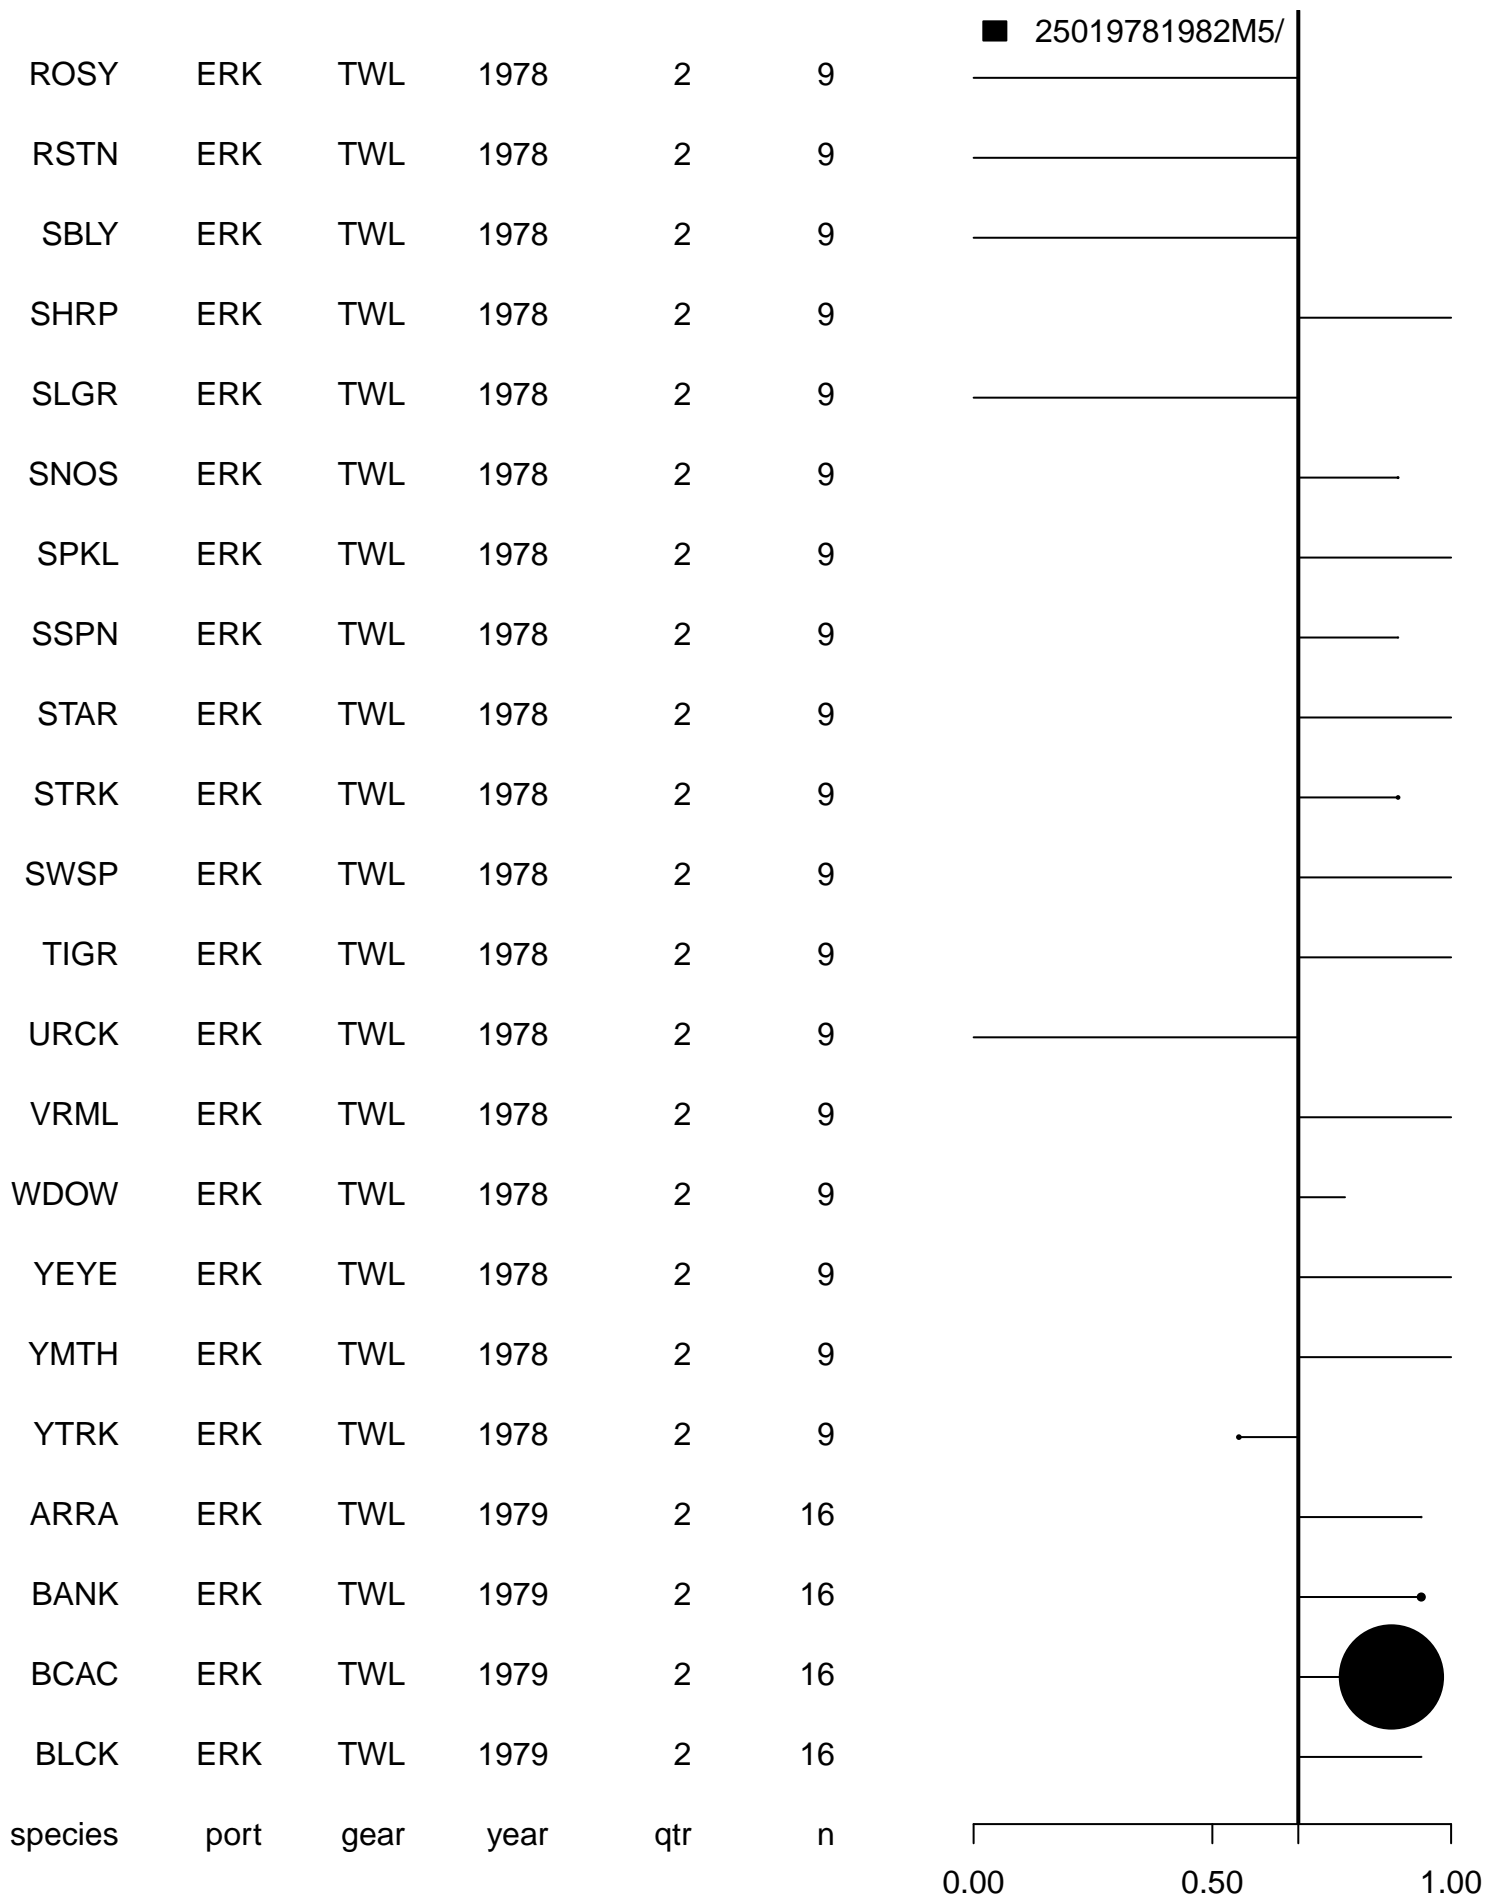 25019781982M5/
ROSY ERK TWL 1978 2 9
RSTN ERK TWL 1978 2 9
SBLY ERK TWL 1978 2 9
SHRP ERK TWL 1978 2 9
SLGR ERK TWL 1978 2 9
SNOS ERK TWL 1978 2 9
SPKL ERK TWL 1978 2 9
SSPN ERK TWL 1978 2 9
STAR ERK TWL 1978 2 9
STRK ERK TWL 1978 2 9
SWSP ERK TWL 1978 2 9
TIGR ERK TWL 1978 2 9
URCK ERK TWL 1978 2 9
VRML ERK TWL 1978 2 9
WDOW ERK TWL 1978 2 9
YEYE ERK TWL 1978 2 9
YMTH ERK TWL 1978 2 9
YTRK ERK TWL 1978 2 9
ARRA ERK TWL 1979 2 16
BANK ERK TWL 1979 2 16
BCAC ERK TWL 1979 2 16
BLCK ERK TWL 1979 2 16
species port gear year qtr n
0.00 0.50 1.00